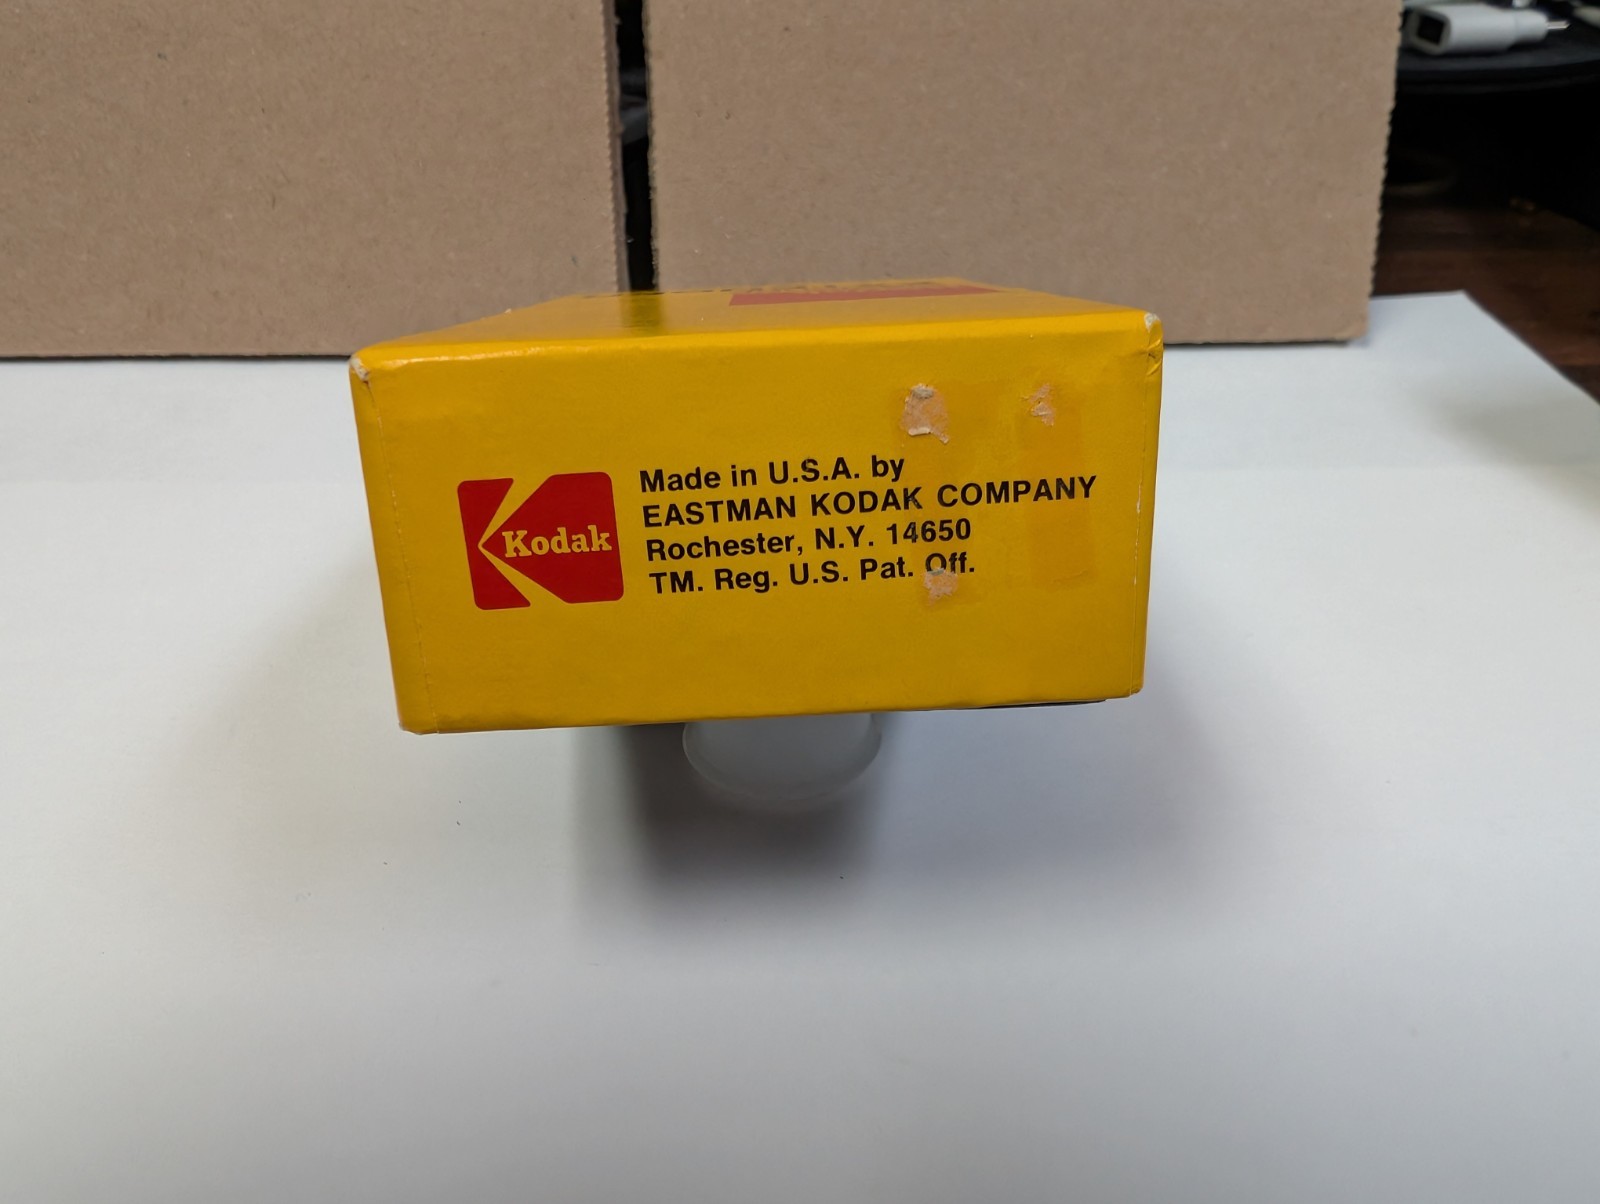 Kodak
Made in U.S.A. by
EASTMAN KODAK COMPANY
Rochester, N.Y. 14650
TM. Reg. U.S. Pat. Off.